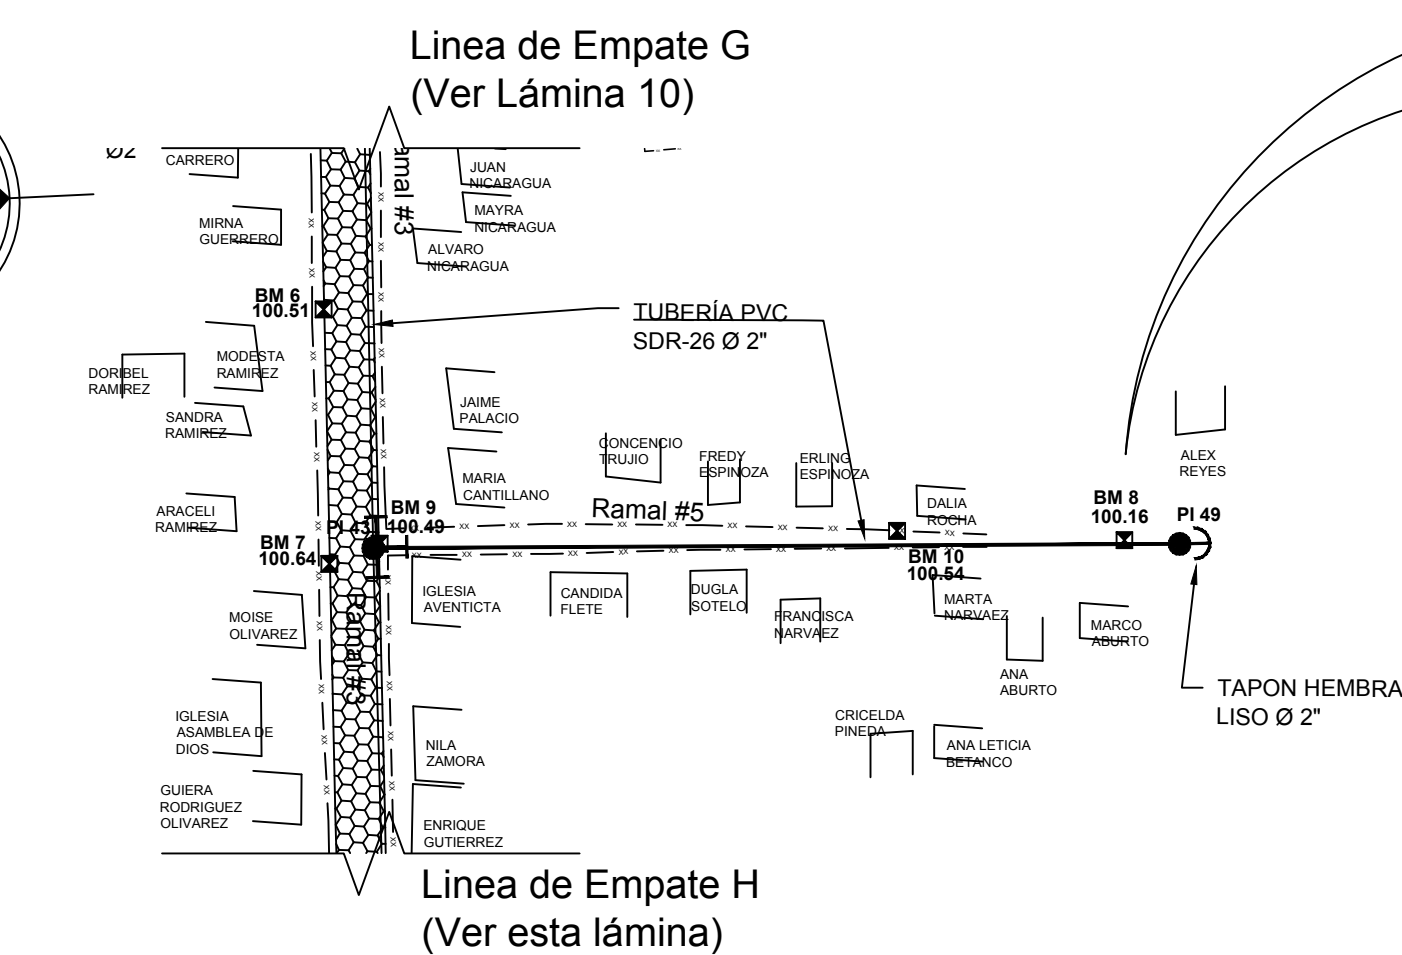 Linea de Empate G
(Ver Lámina 10)
Ø2
CARRERO
amal #3
JUAN
NICARAGUA
MAYRA
NICARAGUA
MIRNA
GUERRERO
ALVARO
NICARAGUA
BM 6
100.51
TUBERÍA PVC
SDR-26 Ø 2"
MODESTA
RAMIREZ
DORIBEL
RAMIREZ
SANDRA
RAMIREZ
JAIME
PALACIO
CONCENCIO
TRUJIO
FREDY
ESPINOZA
ERLING
ESPINOZA
ALEX
REYES
MARIA
CANTILLANO
DALIA
ROCHA
ARACELI
RAMIREZ
BM 9
100.49
PI 43
Ramal #5
BM 8
100.16
PI 49
BM 7
100.64
BM 10
100.54
IGLESIA
AVENTICTA
CANDIDA
FLETE
DUGLA
SOTELO
FRANCISCA
NARVAEZ
MARTA
NARVAEZ
MARCO
ABURTO
MOISE
OLIVAREZ
Ramal #3
ANA
ABURTO
TAPON HEMBRA
LISO Ø 2"
IGLESIA
ASAMBLEA DE
DIOS
NILA
ZAMORA
CRICELDA
PINEDA
ANA LETICIA
BETANCO
GUIERA
RODRIGUEZ
OLIVAREZ
ENRIQUE
GUTIERREZ
Linea de Empate H
(Ver esta lámina)